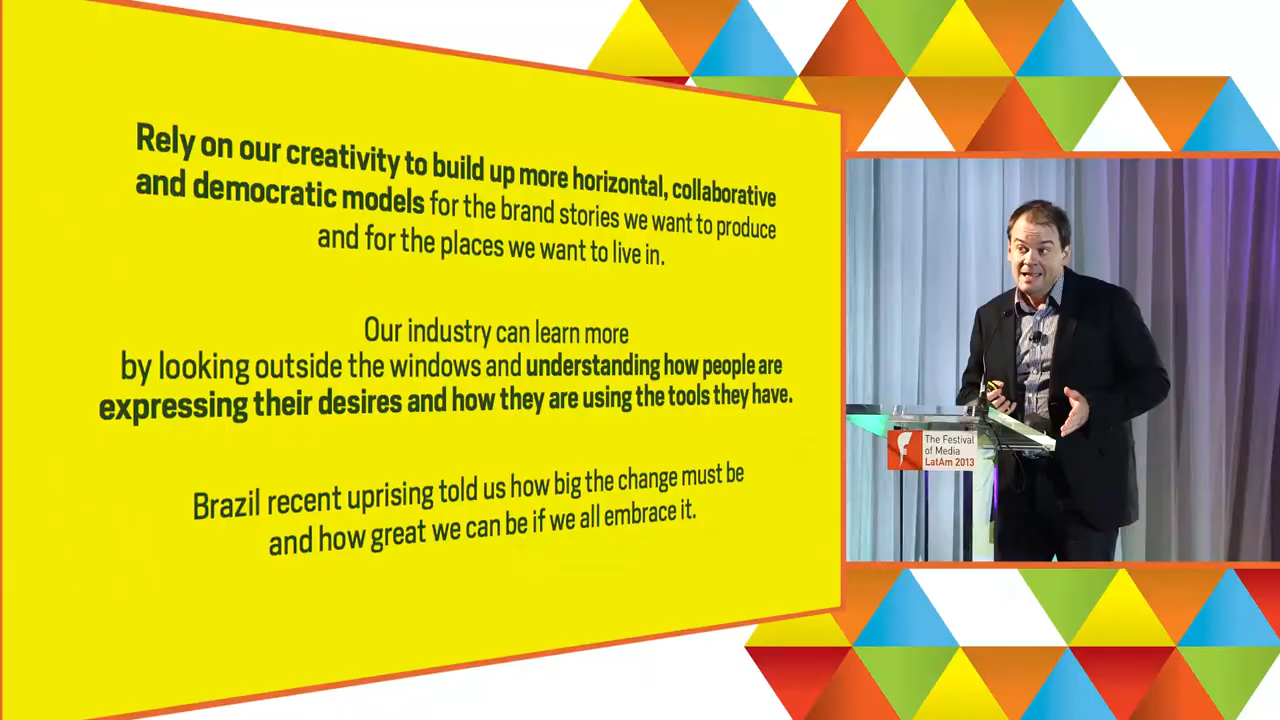 Rely on our creativity to build up more horizontal, collaborative
and democratic models for the brand stories we want to produce
and for the places we want to live in.
Our industry can learn more
by looking outside the windows and understanding how people are
expressing their desires and how they are using the tools they have.
Brazil recent uprising told us how big the change must be
and how great we can be if we all embrace it.
The Festival
of Media
LatAm 2013